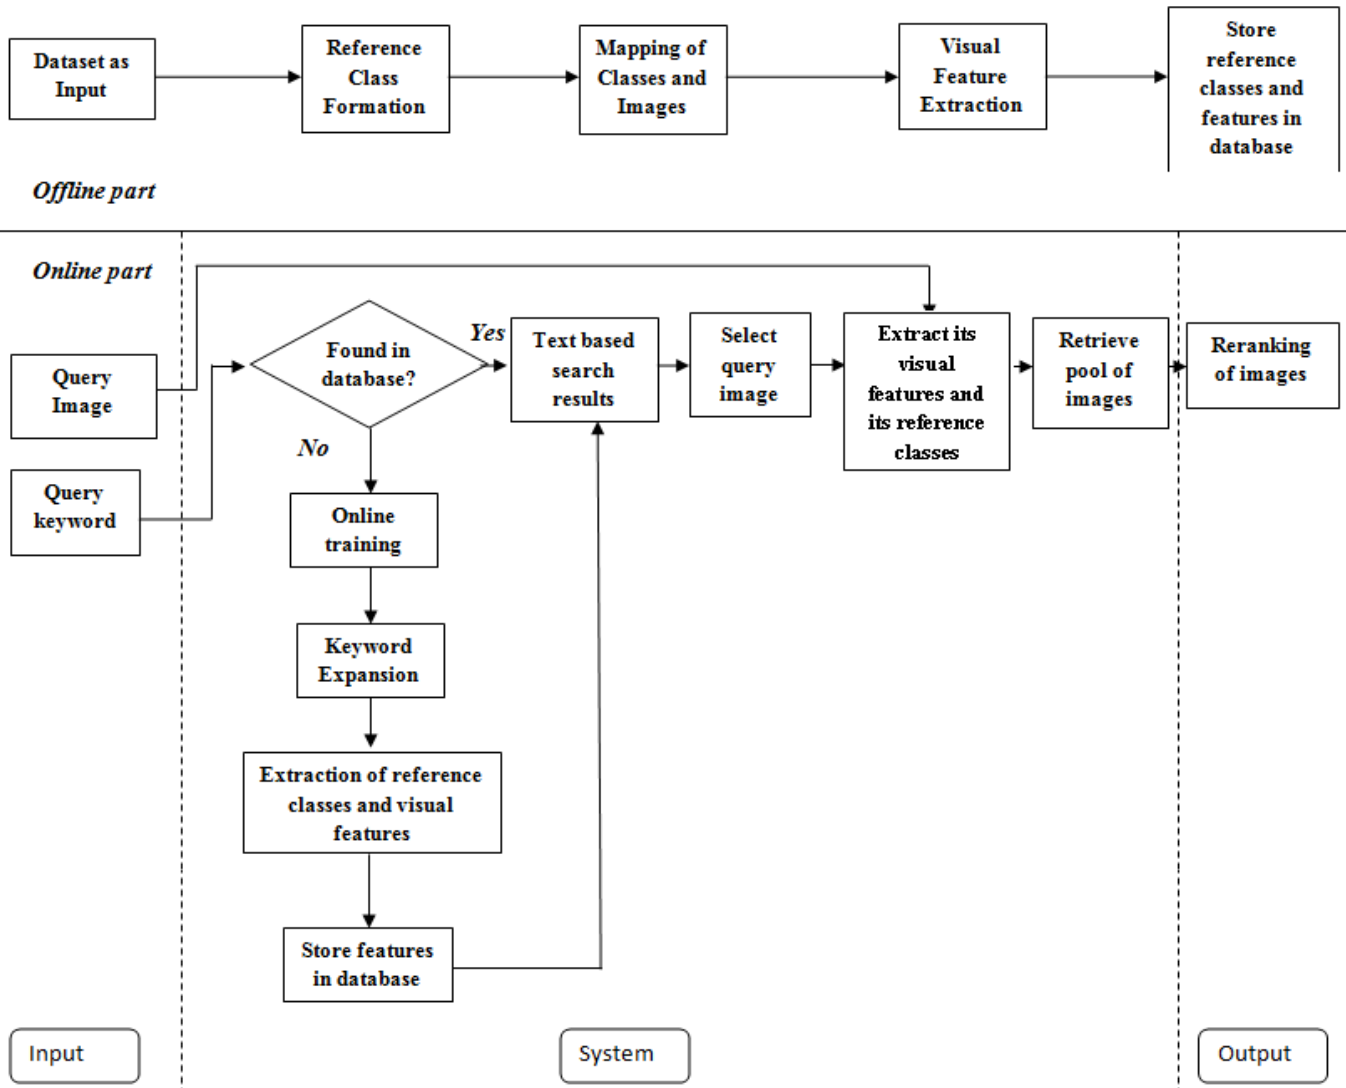 Dataset as
Input
Reference
Class
Formation
Mapping of
Classes and
Images
Visual
Feature
Extraction
Store
reference
classes and
features in
database
Offline part
Online part
Query
Image
Query
keyword
Found in
database?
Yes
No
Text based
search
results
Select
query
image
Extract its
visual
features and
its reference
classes
Retrieve
pool of
images
Reranking
of images
Online
training
Keyword
Expansion
Extraction of reference
classes and visual
features
Store features
in database
Input
System
Output